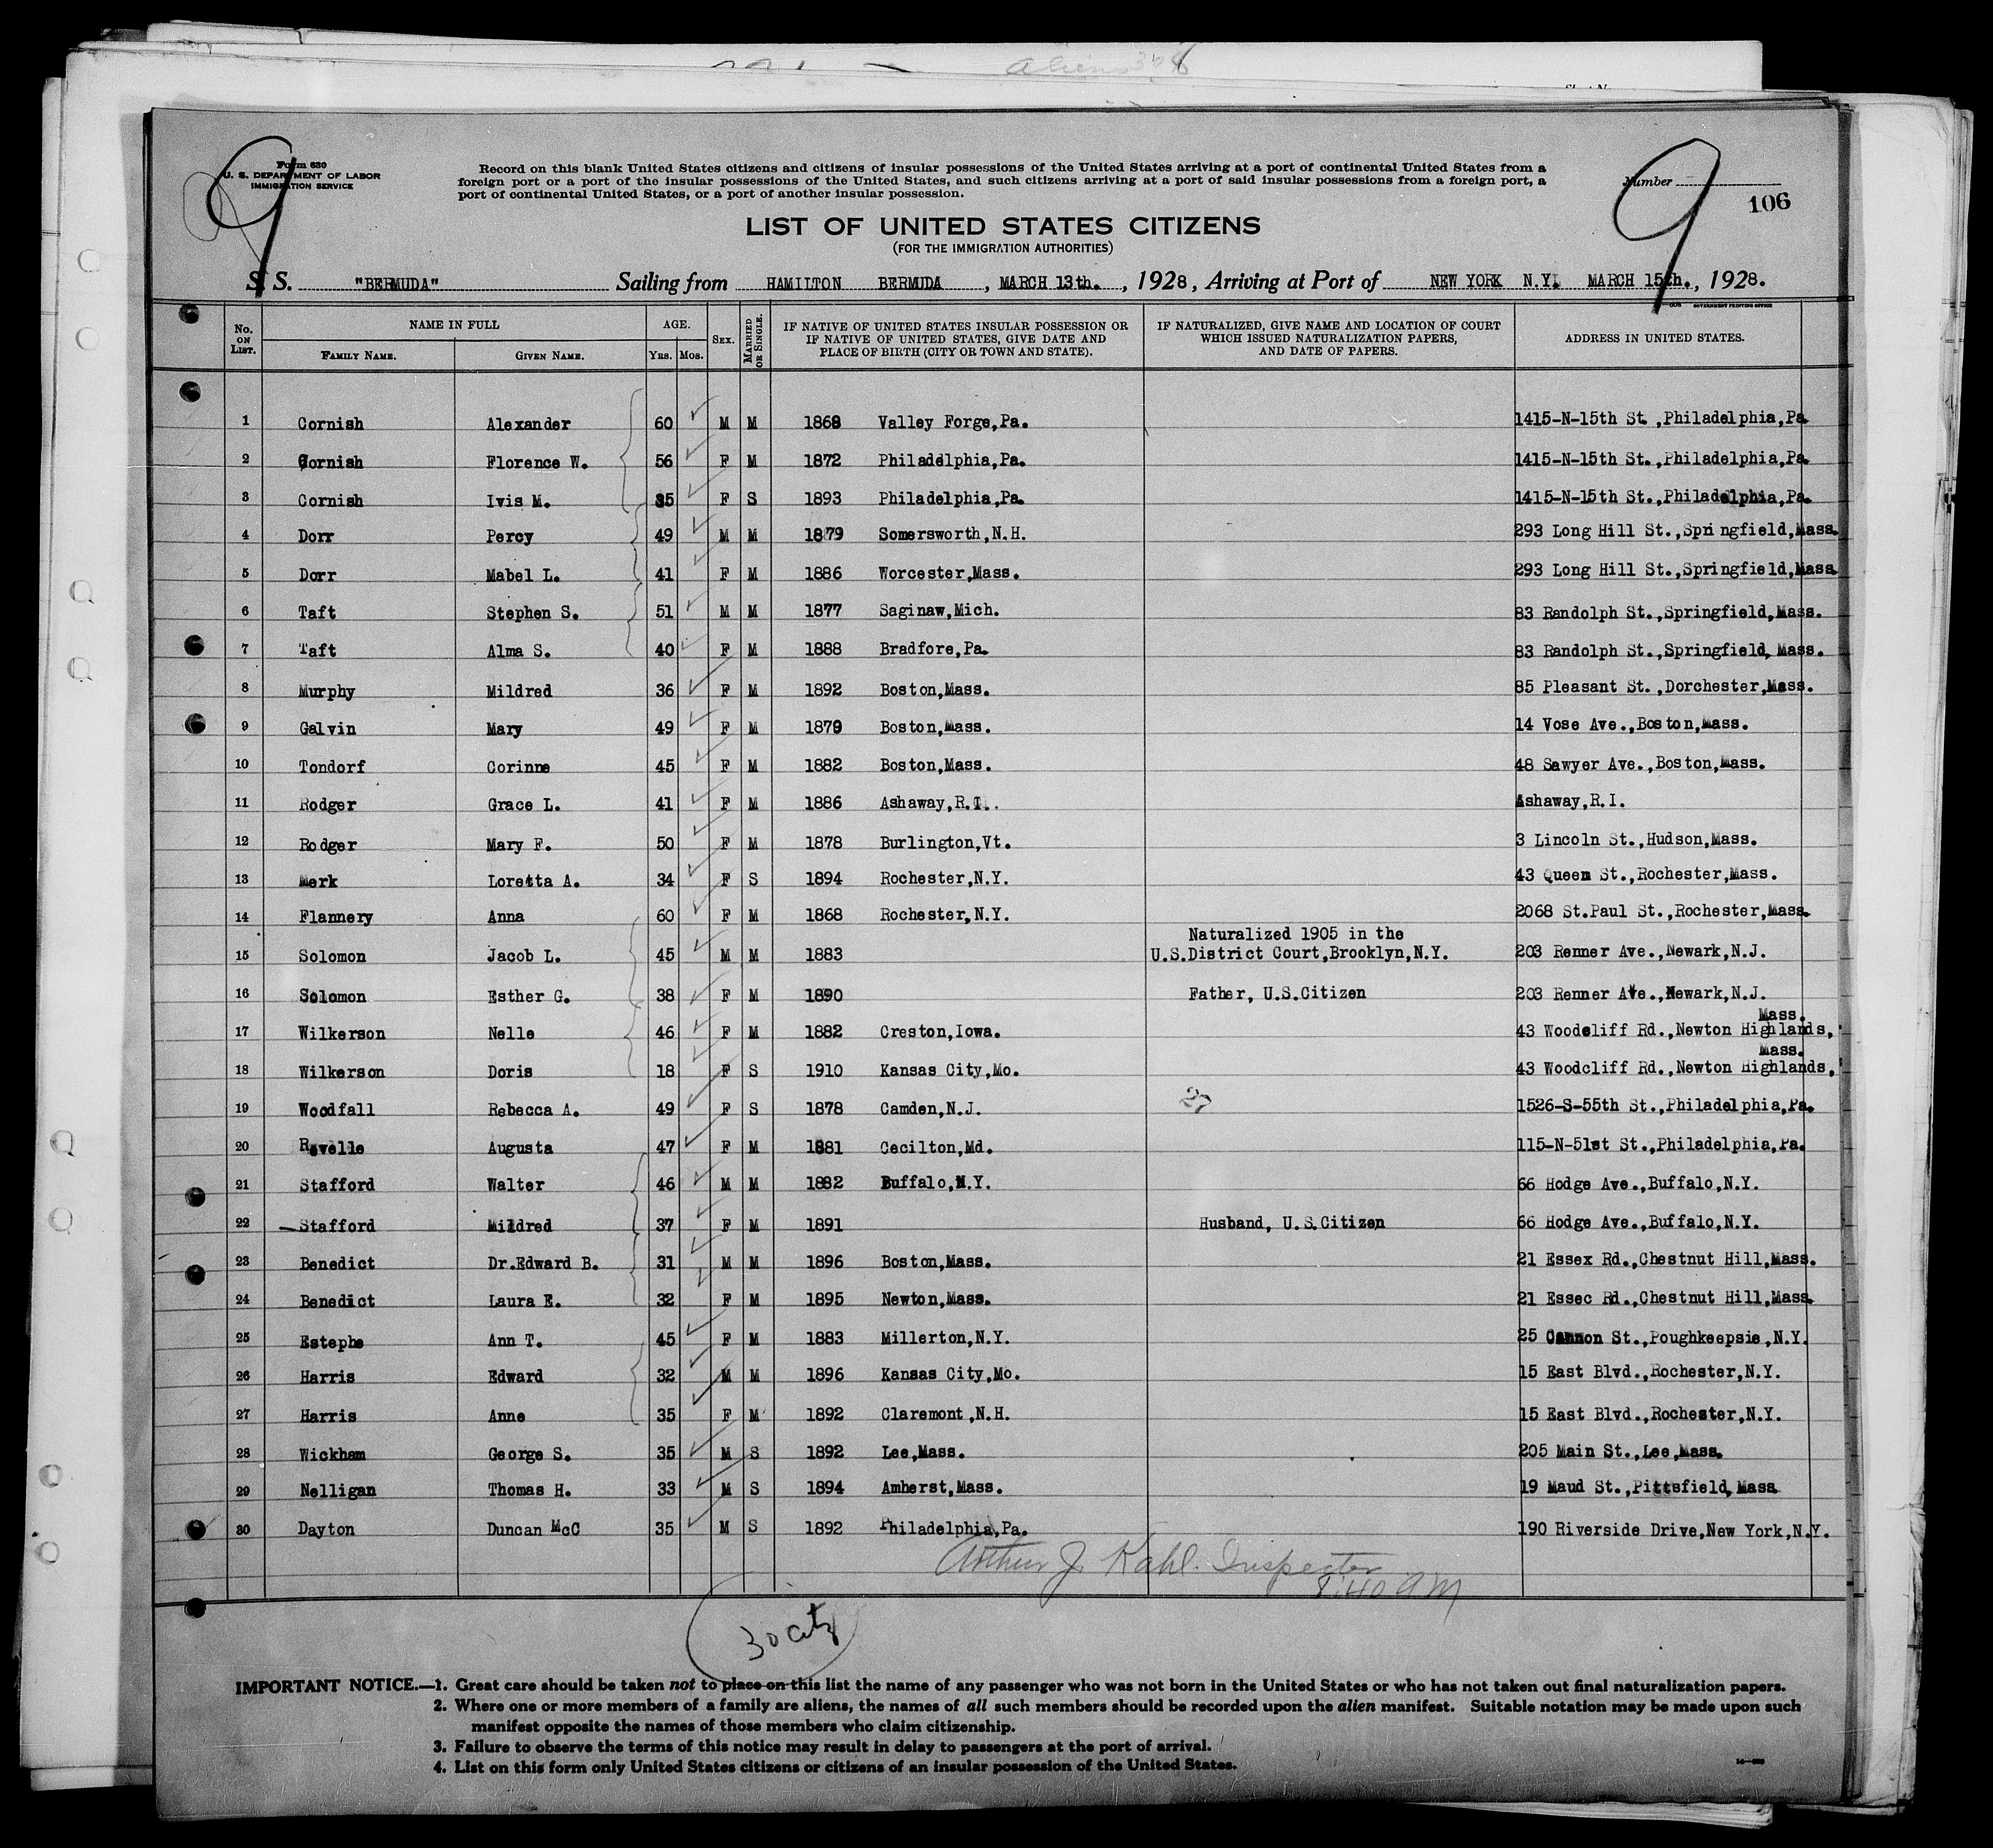 aliens 308
Form 630
U. S. DEPARTMENT OF LABOR
IMMIGRATION SERVICE
9
Record on this blank United States citizens and citizens of insular possessions of the United States arriving at a port of continental United States from a
foreign port or a port of the insular possessions of the United States, and such citizens arriving at a port of said insular possessions from a foreign port, a
port of continental United States, or a port of another insular possession.
Number
9
106
LIST OF UNITED STATES CITIZENS
(FOR THE IMMIGRATION AUTHORITIES)
S. S. "BERMUDA" Sailing from HAMILTON BERMUDA , MARCH 13th. , 1928, Arriving at Port of NEW YORK N.Y. MARCH 15th., 1928.
GOVERNMENT PRINTING OFFICE
No. ON LIST. NAME IN FULL FAMILY NAME. GIVEN NAME. AGE. YRS. MOS. SEX. MARRIED OR SINGLE. IF NATIVE OF UNITED STATES INSULAR POSSESSION OR IF NATIVE OF UNITED STATES, GIVE DATE AND PLACE OF BIRTH (CITY OR TOWN AND STATE). IF NATURALIZED, GIVE NAME AND LOCATION OF COURT WHICH ISSUED NATURALIZATION PAPERS, AND DATE OF PAPERS. ADDRESS IN UNITED STATES.
1 Cornish Alexander 60 M M 1868 Valley Forge,Pa. 1415-N-15th St.,Philadelphia,Pa
2 Cornish Florence W. 56 F M 1872 Philadelphia,Pa. 1415-N-15th St.,Philadelphia,Pa
3 Cornish Ivis M. 35 F S 1893 Philadelphia,Pa. 1415-N-15th St.,Philadelphia,Pa.
4 Dorr Percy 49 M M 1879 Somersworth,N.H. 293 Long Hill St.,Springfield,Mass.
5 Dorr Mabel L. 41 F M 1886 Worcester,Mass. 293 Long Hill St.,Springfield,Mass.
6 Taft Stephen S. 51 M M 1877 Saginaw,Mich. 83 Randolph St.,Springfield,Mass.
7 Taft Alma S. 40 F M 1888 Bradfore,Pa. 83 Randolph St.,Springfield, Mass.
8 Murphy Mildred 36 F M 1892 Boston,Mass. 85 Pleasant St.,Dorchester,Mass.
9 Galvin Mary 49 F M 1879 Boston,Mass. 14 Vose Ave.,Boston,Mass.
10 Tondorf Corinne 45 F M 1882 Boston,Mass. 48 Sawyer Ave.,Boston,Mass.
11 Rodger Grace L. 41 F M 1886 Ashaway,R.I. Ashaway,R.I.
12 Rodger Mary F. 50 F M 1878 Burlington,Vt. 3 Lincoln St.,Hudson,Mass.
13 Merk Loretta A. 34 F S 1894 Rochester,N.Y. 43 Queen St.,Rochester,Mass.
14 Flannery Anna 60 F M 1868 Rochester,N.Y. 2068 St.Paul St.,Rochester,Mass.
Naturalized 1905 in the
15 Solomon Jacob L. 45 M M 1883 U.S.District Court,Brooklyn,N.Y. 203 Renner Ave.,Newark,N.J.
16 Solomon Esther G. 38 F M 1890 Father, U.S.Citizen 203 Renner Ave.,Newark,N.J.
Mass.
17 Wilkerson Nelle 46 F M 1882 Creston,Iowa. 43 Woodcliff Rd.,Newton Highlands,
Mass.
18 Wilkerson Doris 18 F S 1910 Kansas City,Mo. 43 Woodcliff Rd.,Newton Highlands,
19 Woodfall Rebecca A. 49 F S 1878 Camden,N.J. 27 1526-S-55th St.,Philadelphia,Pa.
20 Revelle Augusta 47 F M 1881 Cecilton,Md. 115-N-51st St.,Philadelphia,Pa.
21 Stafford Walter 46 M M 1882 Buffalo,N.Y. 66 Hodge Ave.,Buffalo,N.Y.
22 Stafford Mildred 37 F M 1891 Husband, U.S.Citizen 66 Hodge Ave.,Buffalo,N.Y.
23 Benedict Dr.Edward B. 31 M M 1896 Boston,Mass. 21 Essex Rd.,Chestnut Hill,Mass.
24 Benedict Laura E. 32 F M 1895 Newton,Mass. 21 Essec Rd.,Chestnut Hill,Mass.
25 Estephe Ann T. 45 F M 1883 Millerton,N.Y. 25 Cannon St.,Poughkeepsie,N.Y.
26 Harris Edward 32 M M 1896 Kansas City,Mo. 15 East Blvd.,Rochester,N.Y.
27 Harris Anne 35 F M 1892 Claremont,N.H. 15 East Blvd.,Rochester,N.Y.
28 Wickham George S. 35 M S 1892 Lee,Mass. 205 Main St.,Lee,Mass.
29 Nelligan Thomas H. 33 M S 1894 Amherst,Mass. 19 Maud St.,Pittsfield,Mass
30 Dayton Duncan McC 35 M S 1892 Philadelphia,Pa. 190 Riverside Drive,New York,N.Y.
Arthur J. Kahl. Inspector
8:40 AM
30 citz
IMPORTANT NOTICE.—1. Great care should be taken not to place on this list the name of any passenger who was not born in the United States or who has not taken out final naturalization papers.
2. Where one or more members of a family are aliens, the names of all such members should be recorded upon the alien manifest. Suitable notation may be made upon such
manifest opposite the names of those members who claim citizenship.
3. Failure to observe the terms of this notice may result in delay to passengers at the port of arrival.
4. List on this form only United States citizens or citizens of an insular possession of the United States.